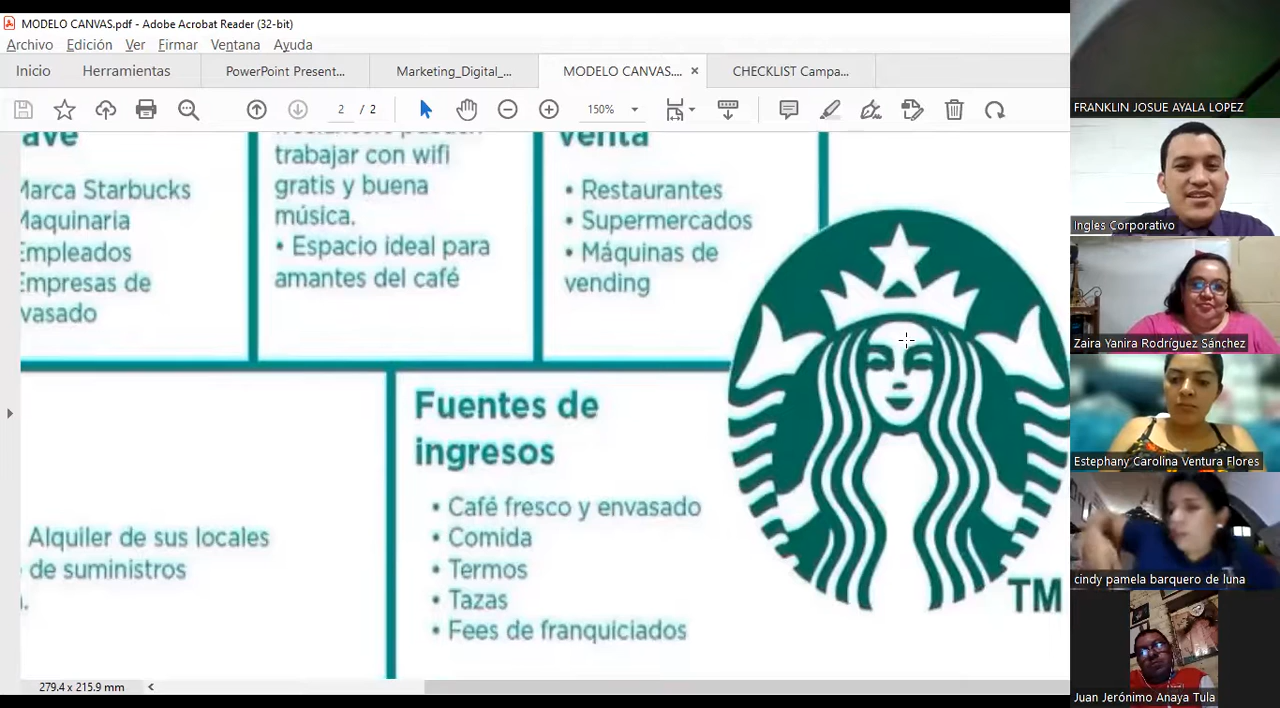 MODELO CANVAS.pdf - Adobe Acrobat Reader (32-bit)
Archivo Edición Ver Firmar Ventana Ayuda
Inicio Herramientas PowerPoint Present... Marketing_Digital_... MODELO CANVAS.... × CHECKLIST Campa...
2 / 2 150%
ave
Marca Starbucks
Maquinaria
Empleados
Empresas de
vasado
trabajar con wifi
gratis y buena
música.
• Espacio ideal para
amantes del café
venta
• Restaurantes
• Supermercados
• Máquinas de
vending
Alquiler de sus locales
de suministros
Fuentes de
ingresos
• Café fresco y envasado
• Comida
• Termos
• Tazas
• Fees de franquiciados
TM
279.4 x 215.9 mm
FRANKLIN JOSUE AYALA LOPEZ
Ingles Corporativo
Zaira Yanira Rodríguez Sánchez
Estephany Carolina Ventura Flores
cindy pamela barquero de luna
Juan Jerónimo Anaya Tula